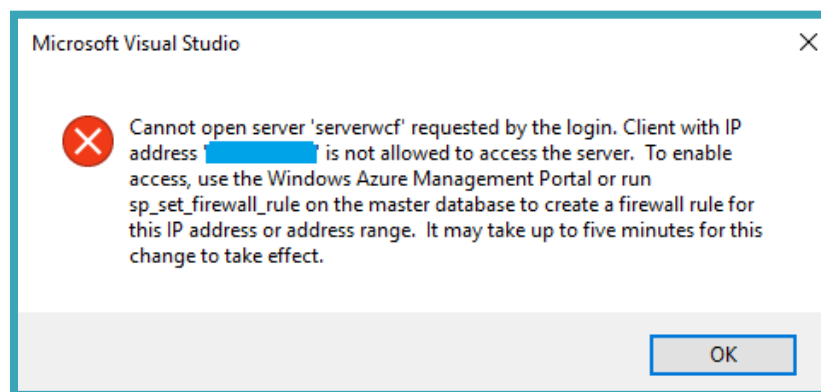 Microsoft Visual Studio
Cannot open server 'serverwcf' requested by the login. Client with IP
address ' ' is not allowed to access the server. To enable
access, use the Windows Azure Management Portal or run
sp_set_firewall_rule on the master database to create a firewall rule for
this IP address or address range. It may take up to five minutes for this
change to take effect.
OK